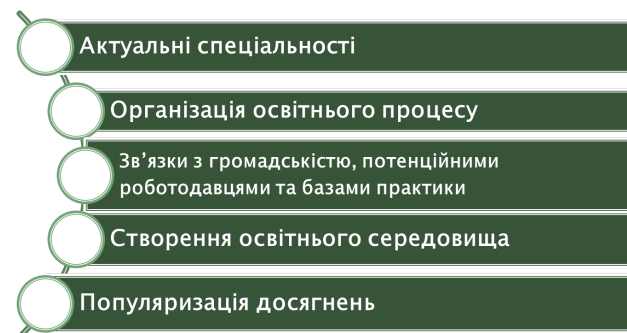 Актуальні спеціальності
Організація освітнього процесу
Зв’язки з громадськістю, потенційними
роботодавцями та базами практики
Створення освітнього середовища
Популяризація досягнень